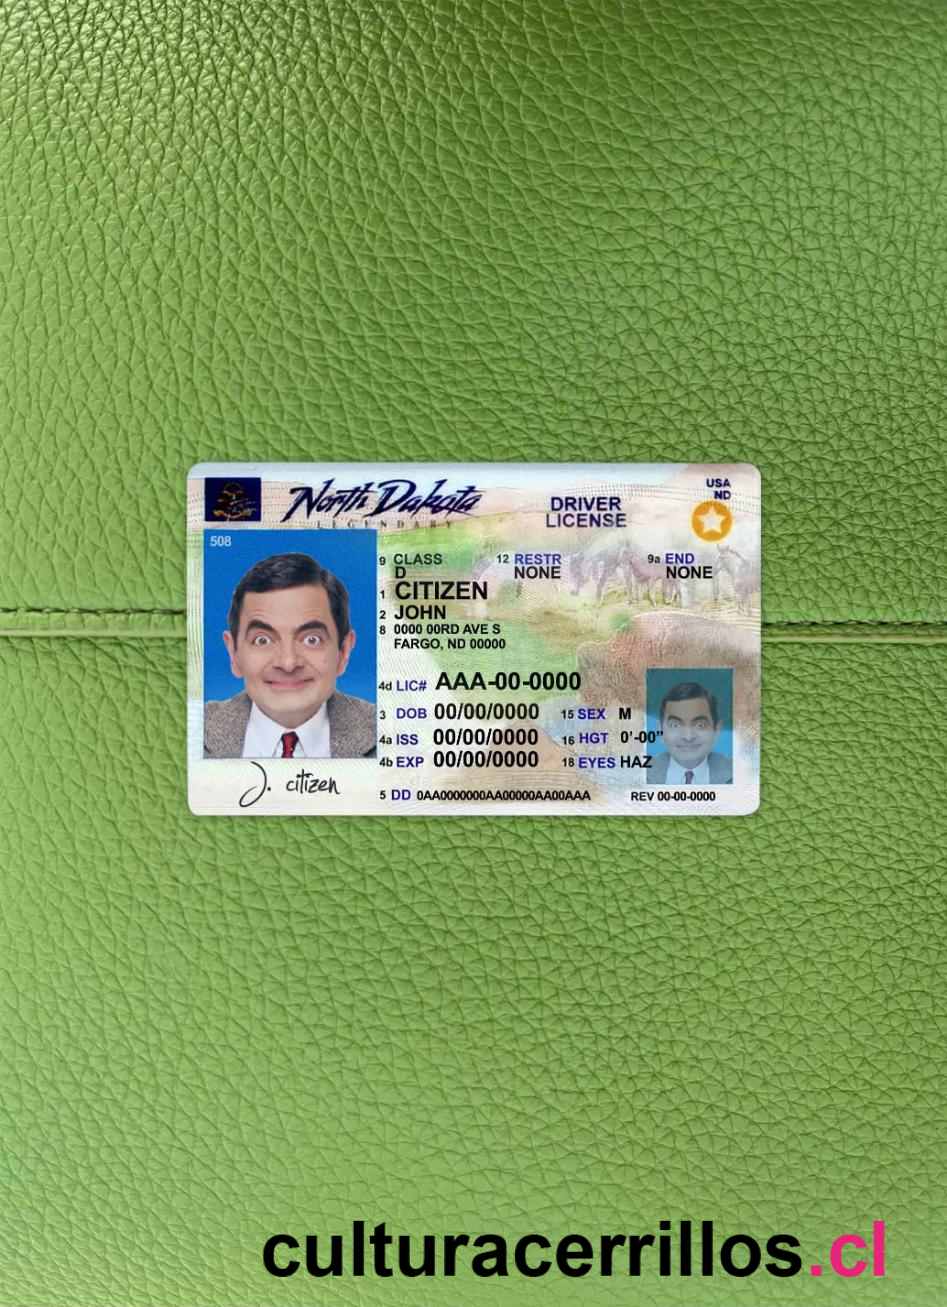 North Dakota
LEGENDARY
DRIVER
LICENSE
USA
ND
508
9 CLASS
D
12 RESTR
NONE
9a END
NONE
1 CITIZEN
2 JOHN
8 0000 00RD AVE S
FARGO, ND 00000
4d LIC# AAA-00-0000
3 DOB 00/00/0000 15 SEX M
4a ISS 00/00/0000 16 HGT 0'-00"
4b EXP 00/00/0000 18 EYES HAZ
J. citizen
5 DD 0AA0000000AA00000AA00AAA REV 00-00-0000
culturacerrillos.cl